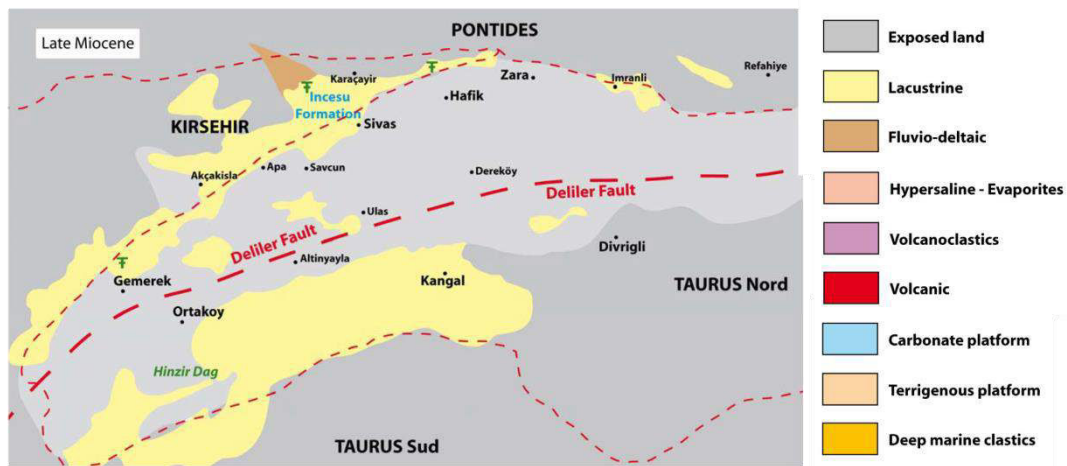 Late Miocene
PONTIDES
Karaçayir
Zara
Imranli
Refahiye
Hafik
Incesu
Formation
KIRSEHIR
Sivas
Apa
Savcun
Dereköy
Akçakisla
Deliler Fault
Ulas
Deliler Fault
Divrigli
Altinyayla
Gemerek
Kangal
TAURUS Nord
Ortakoy
Hinzir Dag
TAURUS Sud
Exposed land
Lacustrine
Fluvio-deltaic
Hypersaline - Evaporites
Volcanoclastics
Volcanic
Carbonate platform
Terrigenous platform
Deep marine clastics